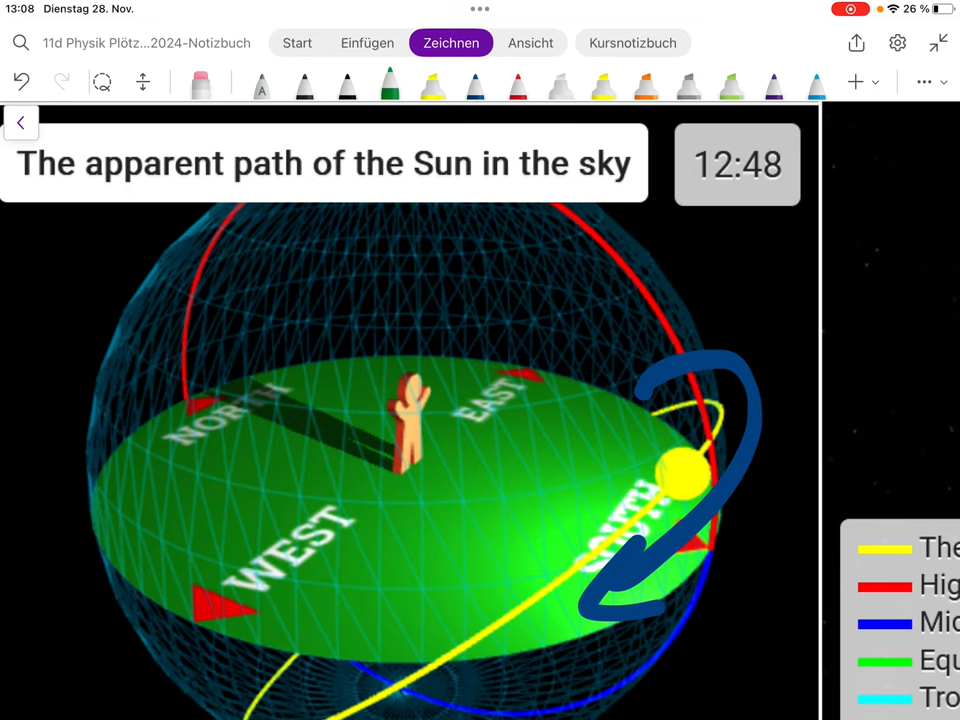 13:08 Dienstag 28. Nov.
26 %
11d Physik Plötz...2024-Notizbuch
Start Einfügen Zeichnen Ansicht Kursnotizbuch
A
The apparent path of the Sun in the sky
12:48
NORTH
EAST
WEST
SOUTH
The
Hig
Mid
Equ
Tro